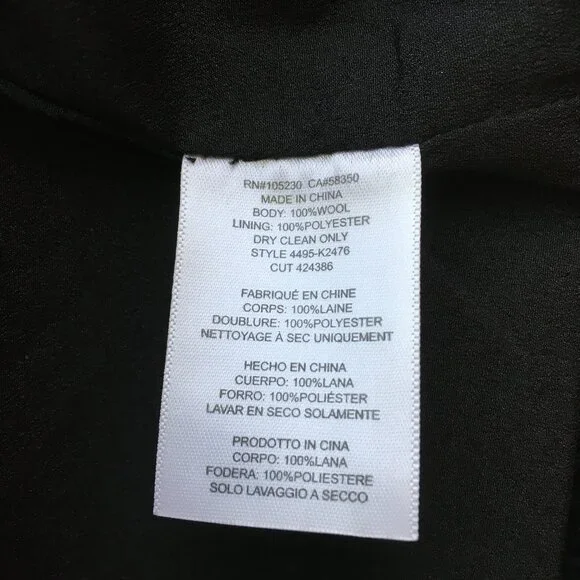 RN#105230 CA#58350
MADE IN CHINA
BODY: 100%WOOL
LINING: 100%POLYESTER
DRY CLEAN ONLY
STYLE 4495-K2476
CUT 424386
FABRIQUÉ EN CHINE
CORPS: 100%LAINE
DOUBLURE: 100%POLYESTER
NETTOYAGE À SEC UNIQUEMENT
HECHO EN CHINA
CUERPO: 100%LANA
FORRO: 100%POLIÉSTER
LAVAR EN SECO SOLAMENTE
PRODOTTO IN CINA
CORPO: 100%LANA
FODERA: 100%POLIESTERE
SOLO LAVAGGIO A SECCO